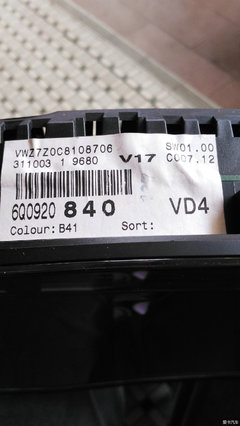 VWZ7Z0C8108706 SW01.00
311003 1 9680 V17 C007.12
6Q0920 840 VD4
Colour: B41 Sort: